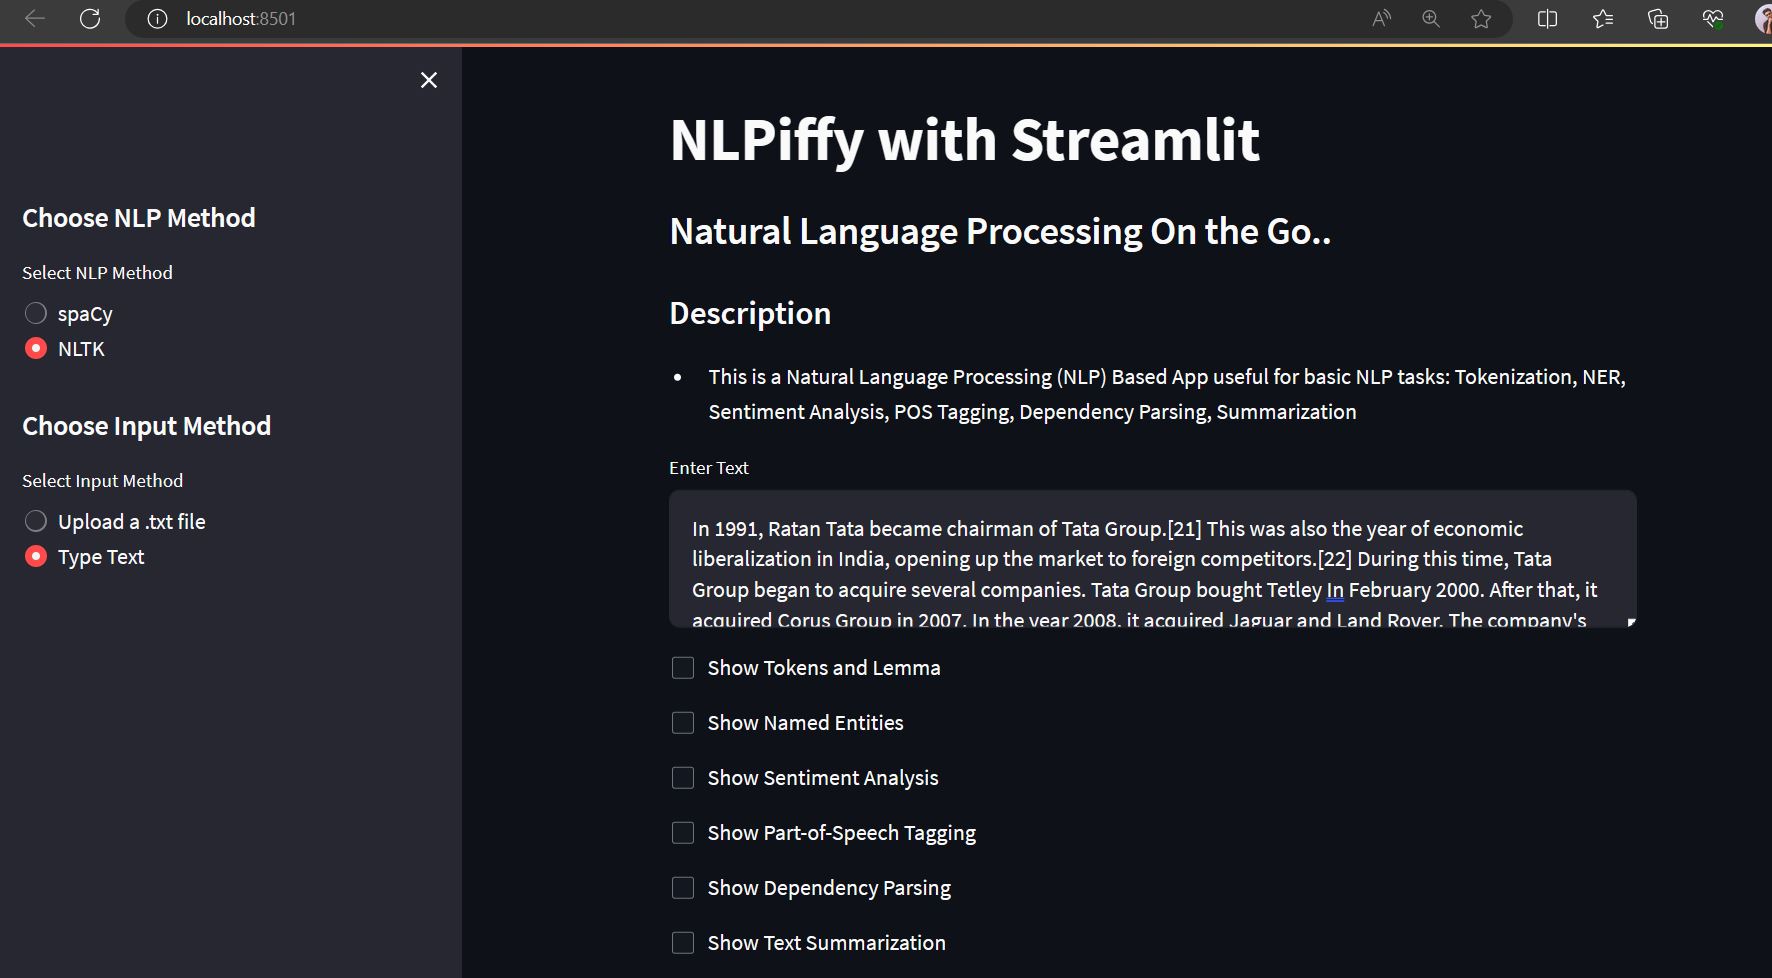 localhost:8501
Choose NLP Method
Select NLP Method
spaCy
NLTK
Choose Input Method
Select Input Method
Upload a .txt file
Type Text
NLPiffy with Streamlit
Natural Language Processing On the Go..
Description
• This is a Natural Language Processing (NLP) Based App useful for basic NLP tasks: Tokenization, NER,
Sentiment Analysis, POS Tagging, Dependency Parsing, Summarization
Enter Text
In 1991, Ratan Tata became chairman of Tata Group.[21] This was also the year of economic
liberalization in India, opening up the market to foreign competitors.[22] During this time, Tata
Group began to acquire several companies. Tata Group bought Tetley In February 2000. After that, it
acquired Corus Group in 2007. In the year 2008, it acquired Jaguar and Land Rover. The company's
Show Tokens and Lemma
Show Named Entities
Show Sentiment Analysis
Show Part-of-Speech Tagging
Show Dependency Parsing
Show Text Summarization